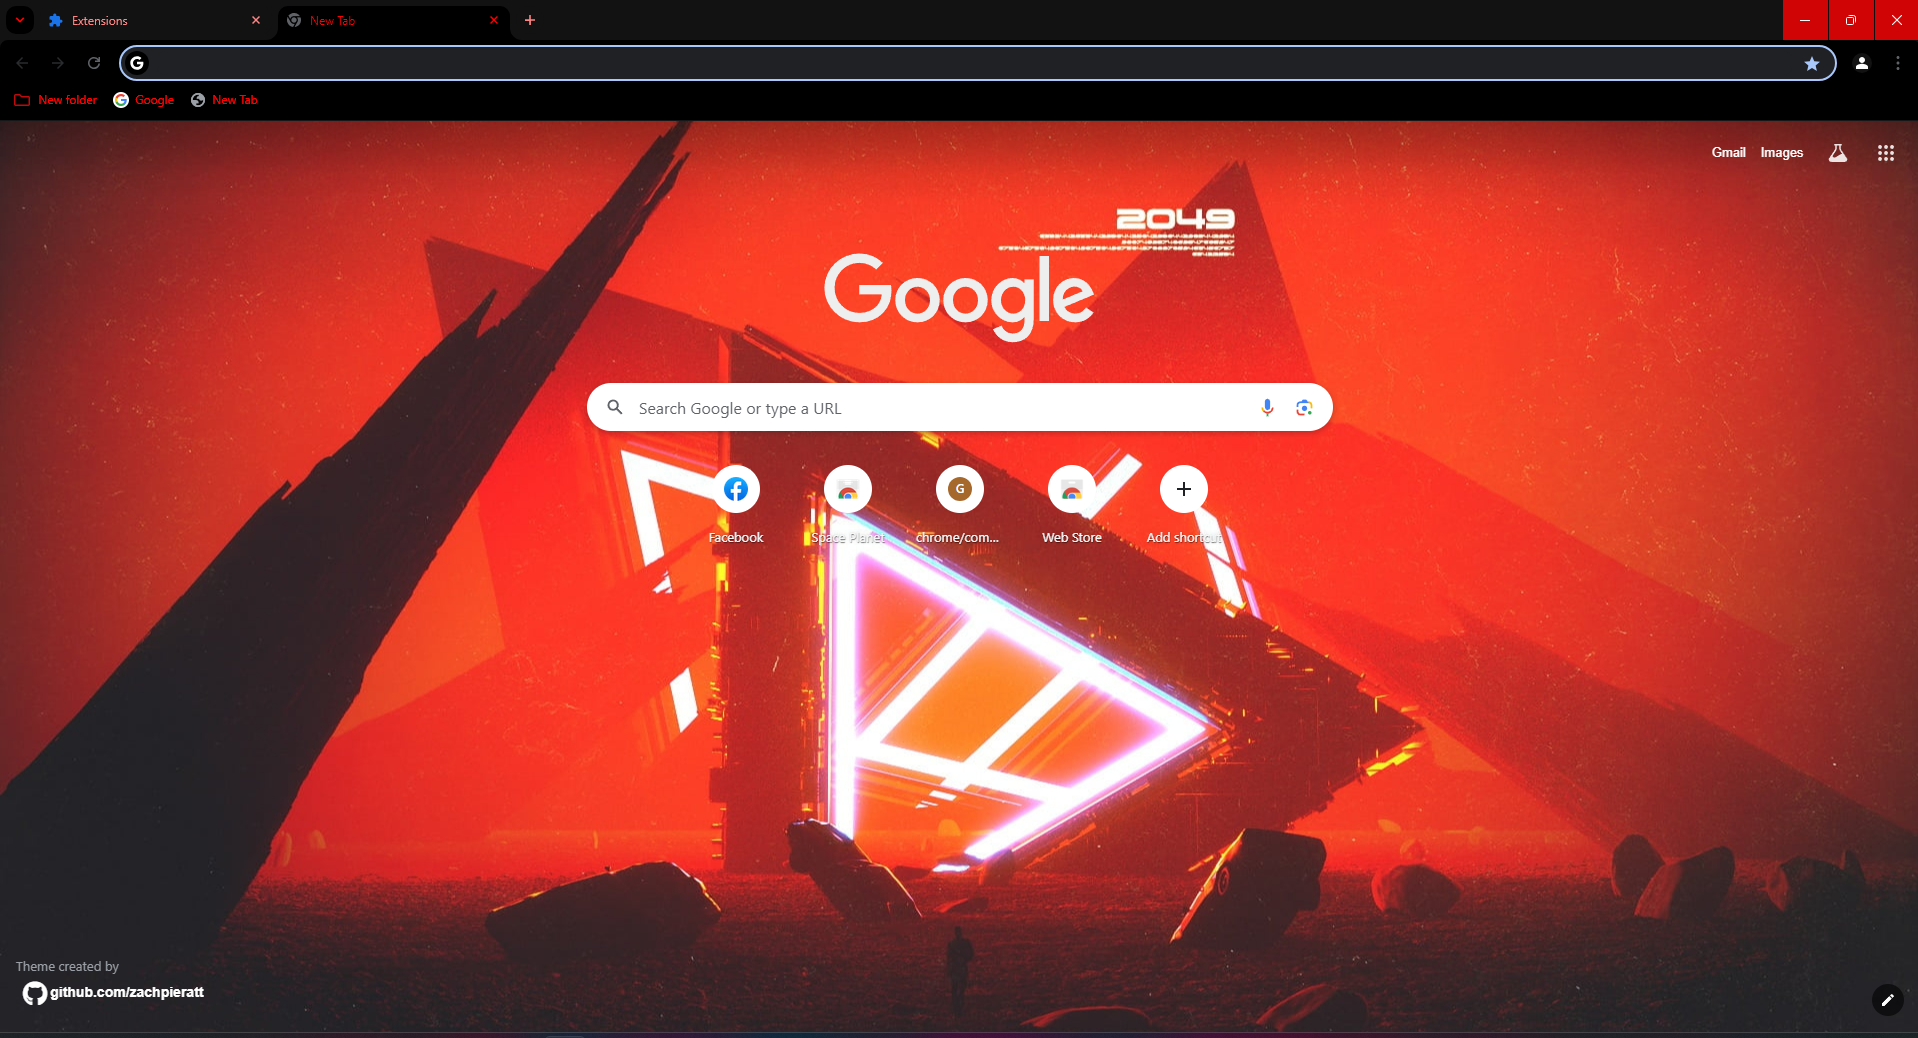 Extensions
New Tab
New folder
Google
New Tab
Gmail
Images
2049
Google
Search Google or type a URL
G
Facebook
Space Planet
chrome/com...
Web Store
Add shortcut
Theme created by
github.com/zachpieratt